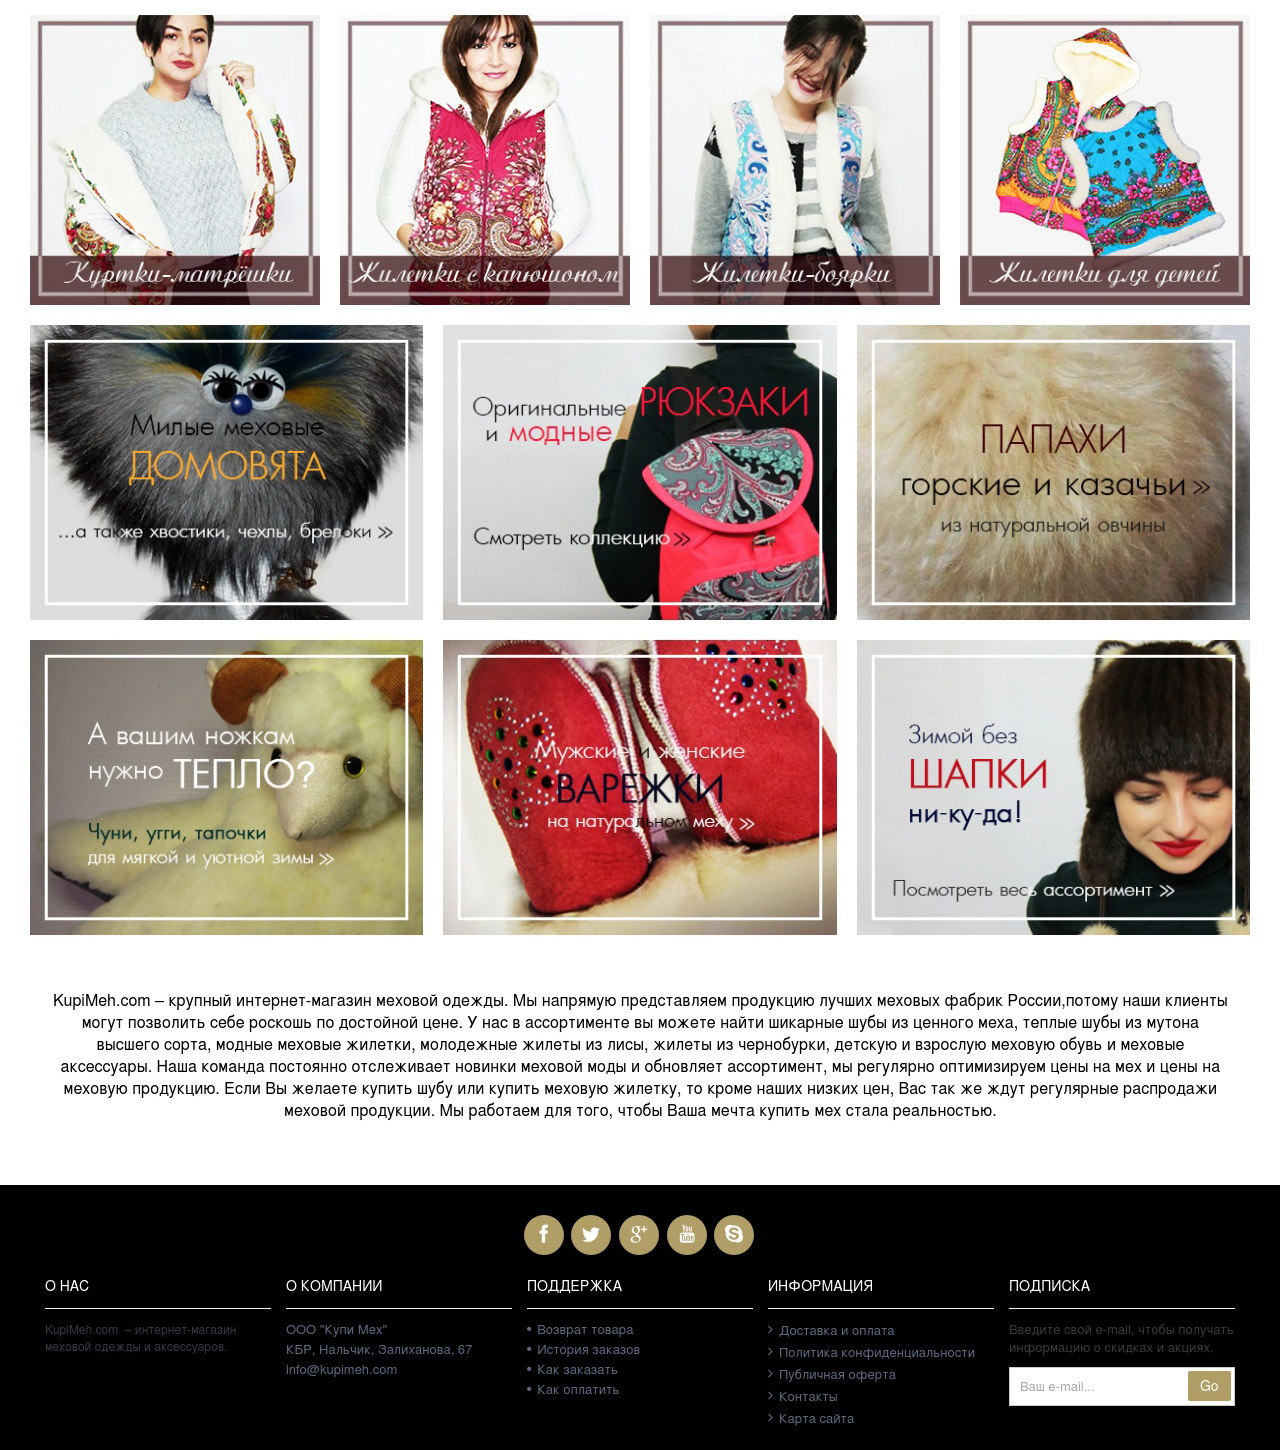 Куртки-матрёшки
Жилетки с капюшоном
Жилетки-боярки
Жилетки для детей
Милые меховые
ДОМОВЯТА
...а также хвостики, чехлы, брелоки »
Оригинальные РЮКЗАКИ
и модные
Смотреть коллекцию »
ПАПАХИ
горские и казачьи »
из натуральной овчины
А вашим ножкам
нужно ТЕПЛО?
Чуни, угги, тапочки
для мягкой и уютной зимы »
Мужские и женские
ВАРЕЖКИ
на натуральном меху »
Зимой без
ШАПКИ
ни-ку-да!
Посмотреть весь ассортимент »
KupiMeh.com – крупный интернет-магазин меховой одежды. Мы напрямую представляем продукцию лучших меховых фабрик России,потому наши клиенты
могут позволить себе роскошь по достойной цене. У нас в ассортименте вы можете найти шикарные шубы из ценного меха, теплые шубы из мутона
высшего сорта, модные меховые жилетки, молодежные жилеты из лисы, жилеты из чернобурки, детскую и взрослую меховую обувь и меховые
аксессуары. Наша команда постоянно отслеживает новинки меховой моды и обновляет ассортимент, мы регулярно оптимизируем цены на мех и цены на
меховую продукцию. Если Вы желаете купить шубу или купить меховую жилетку, то кроме наших низких цен, Вас так же ждут регулярные распродажи
меховой продукции. Мы работаем для того, чтобы Ваша мечта купить мех стала реальностью.
О НАС
KupiMeh.com – интернет-магазин
меховой одежды и аксессуаров.
О КОМПАНИИ
ООО "Купи Мех"
КБР, Нальчик, Залиханова, 67
info@kupimeh.com
ПОДДЕРЖКА
• Возврат товара
• История заказов
• Как заказать
• Как оплатить
ИНФОРМАЦИЯ
Доставка и оплата
Политика конфиденциальности
Публичная оферта
Контакты
Карта сайта
ПОДПИСКА
Введите свой e-mail, чтобы получать
информацию о скидках и акциях.
Ваш e-mail... Go